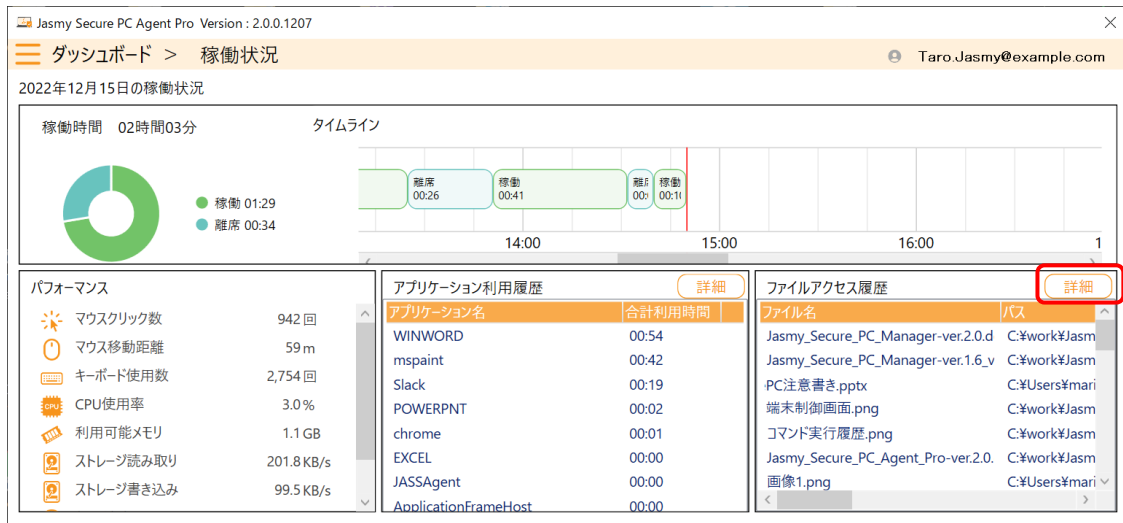 Jasmy Secure PC Agent Pro Version : 2.0.0.1207
ダッシュボード > 稼働状況
Taro.Jasmy@example.com
2022年12月15日の稼働状況
稼働時間 02時間03分
タイムライン
稼働 01:29
離席 00:34
離席
00:26
稼働
00:41
稼働
14:00 15:00 16:00
パフォーマンス
マウスクリック数 942 回
マウス移動距離 59 m
キーボード使用数 2,754 回
CPU使用率 3.0 %
利用可能メモリ 1.1 GB
ストレージ読み取り 201.8 KB/s
ストレージ書き込み 99.5 KB/s
アプリケーション利用履歴 詳細
アプリケーション名 合計利用時間
WINWORD 00:54
mspaint 00:42
Slack 00:19
POWERPNT 00:02
chrome 00:01
EXCEL 00:00
JASSAgent 00:00
ApplicationFrameHost 00:00
ファイルアクセス履歴 詳細
ファイル名 パス
Jasmy_Secure_PC_Manager-ver.2.0.d C:¥work¥Jasm
Jasmy_Secure_PC_Manager-ver.1.6_v C:¥work¥Jasm
PC注意書き.pptx C:¥Users¥mari
端末制御画面.png C:¥work¥Jasm
コマンド実行履歴.png C:¥work¥Jasm
Jasmy_Secure_PC_Agent_Pro-ver.2.0. C:¥work¥Jasm
画像1.png C:¥Users¥mari